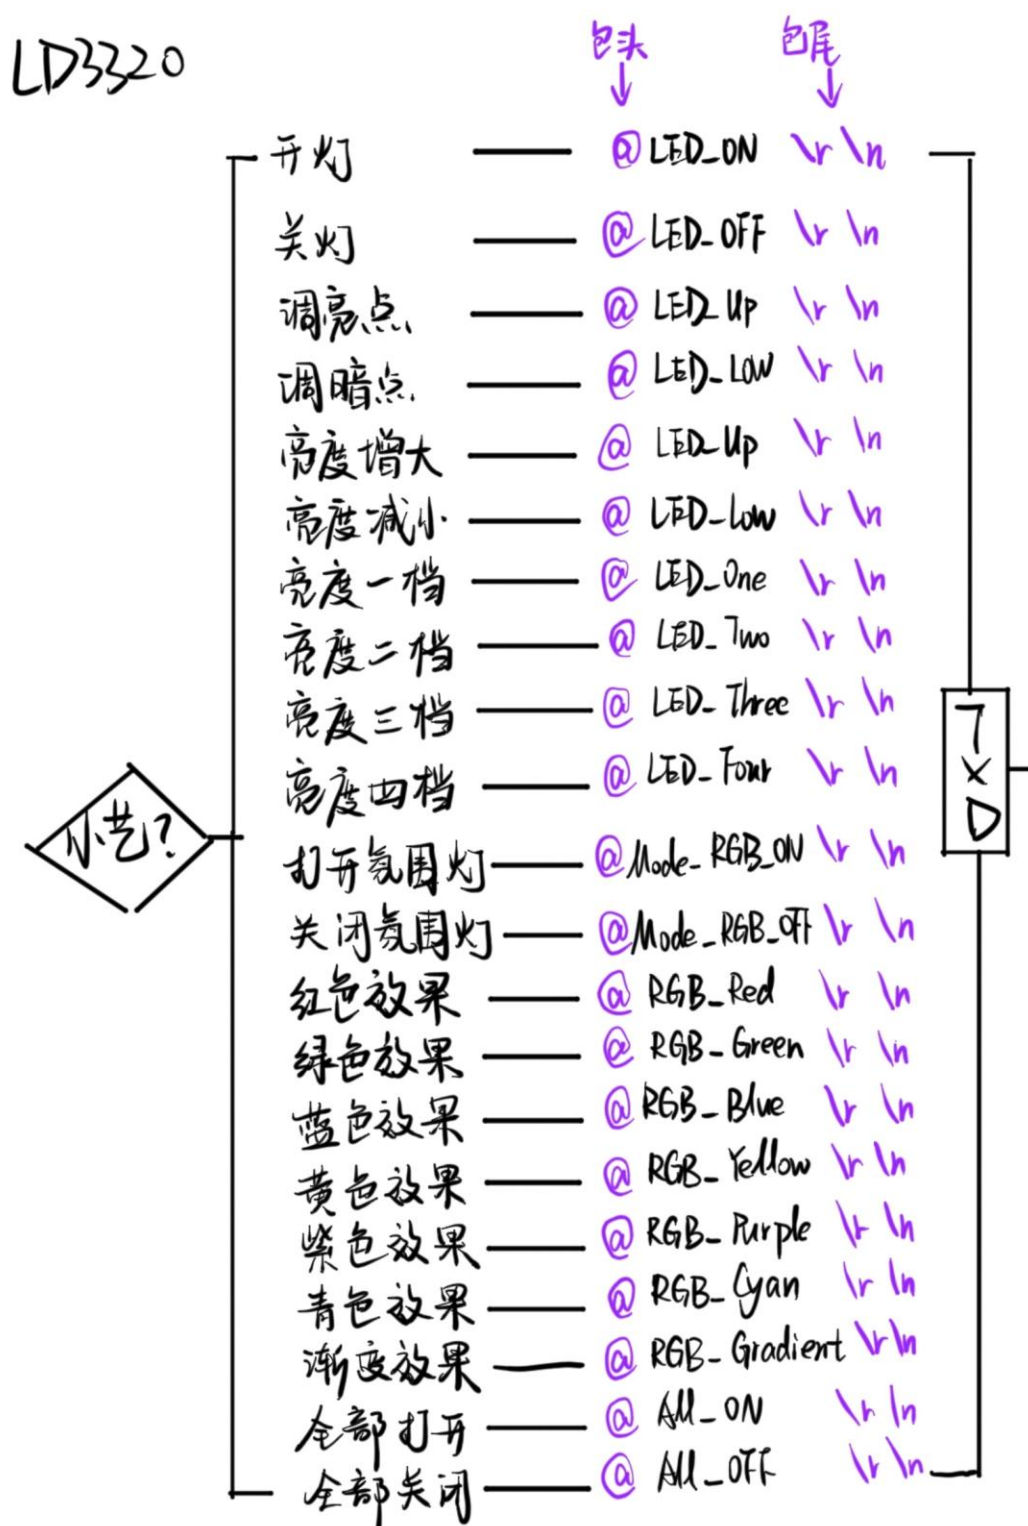 LD3320
包头 包尾
开灯 @ LED_ON \r \n
关灯 @ LED_OFF \r \n
调亮点 @ LED_Up \r \n
调暗点 @ LED_LOW \r \n
亮度增大 @ LED_Up \r \n
亮度减小 @ LED_Low \r \n
亮度一档 @ LED_One \r \n
亮度二档 @ LED_Two \r \n
亮度三档 @ LED_Three \r \n
亮度四档 @ LED_Four \r \n
TXD
小艺?
打开氛围灯 @Mode_RGB_ON \r \n
关闭氛围灯 @Mode_RGB_OFF \r \n
红色效果 @ RGB_Red \r \n
绿色效果 @ RGB_Green \r \n
蓝色效果 @ RGB_Blue \r \n
黄色效果 @ RGB_Yellow \r \n
紫色效果 @ RGB_Purple \r \n
青色效果 @ RGB_Cyan \r \n
渐变效果 @ RGB_Gradient \r \n
全部打开 @ All_ON \r \n
全部关闭 @ All_OFF \r \n